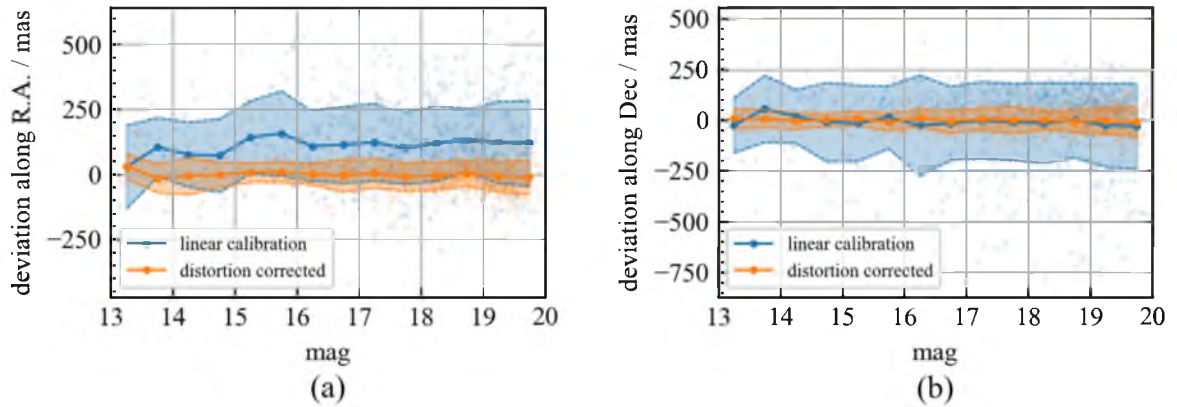 deviation along R.A. / mas
500
250
0
−250
linear calibration
distortion corrected
13 14 15 16 17 18 19 20
mag
(a)
deviation along Dec / mas
500
250
0
−250
−500
−750
linear calibration
distortion corrected
13 14 15 16 17 18 19 20
mag
(b)